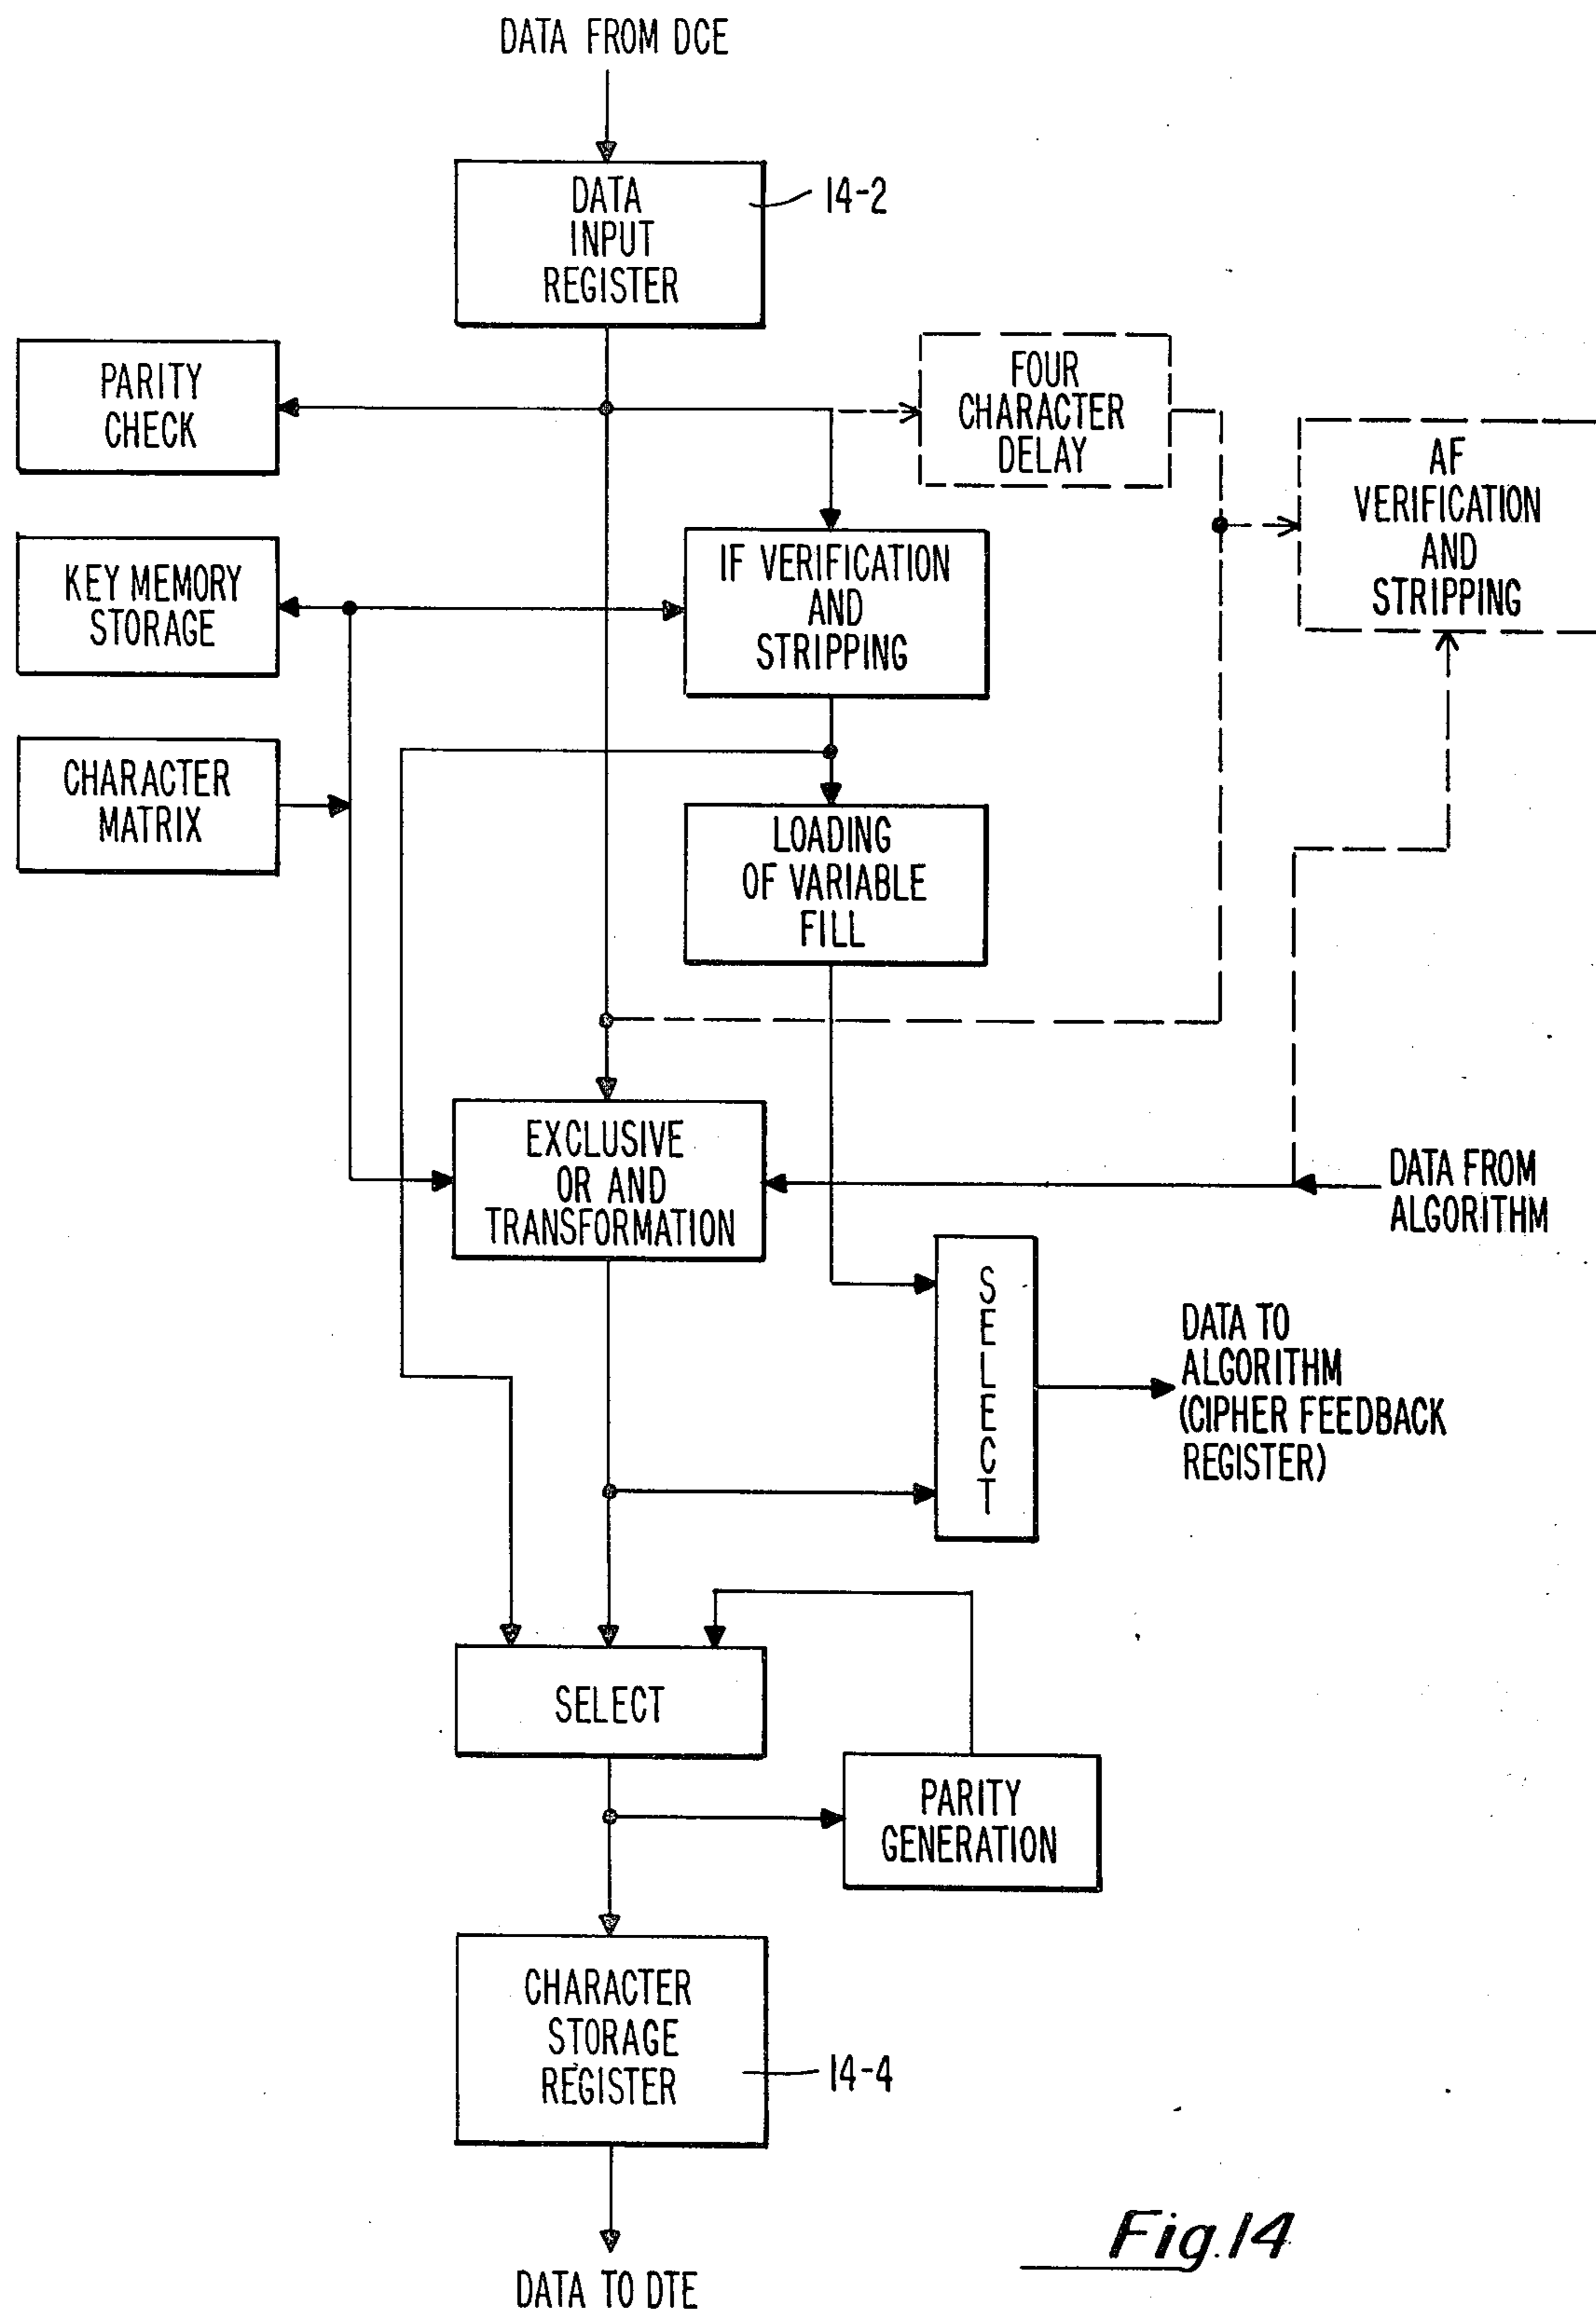 DATA FROM DCE
DATA
INPUT
REGISTER
14-2
PARITY
CHECK
FOUR
CHARACTER
DELAY
AF
VERIFICATION
AND
STRIPPING
KEY MEMORY
STORAGE
IF VERIFICATION
AND
STRIPPING
CHARACTER
MATRIX
LOADING
OF VARIABLE
FILL
EXCLUSIVE
OR AND
TRANSFORMATION
DATA FROM
ALGORITHM
SELECT
DATA TO
ALGORITHM
(CIPHER FEEDBACK
REGISTER)
SELECT
PARITY
GENERATION
CHARACTER
STORAGE
REGISTER
14-4
DATA TO DTE
Fig. 14